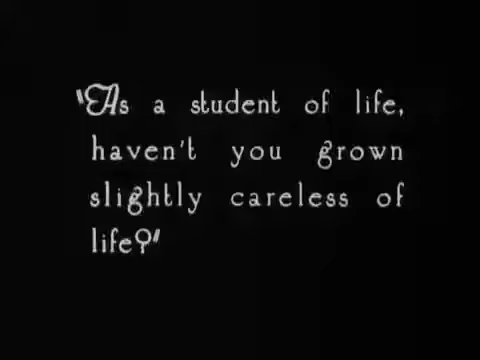 "As a student of life,
haven't you grown
slightly careless of
life?"